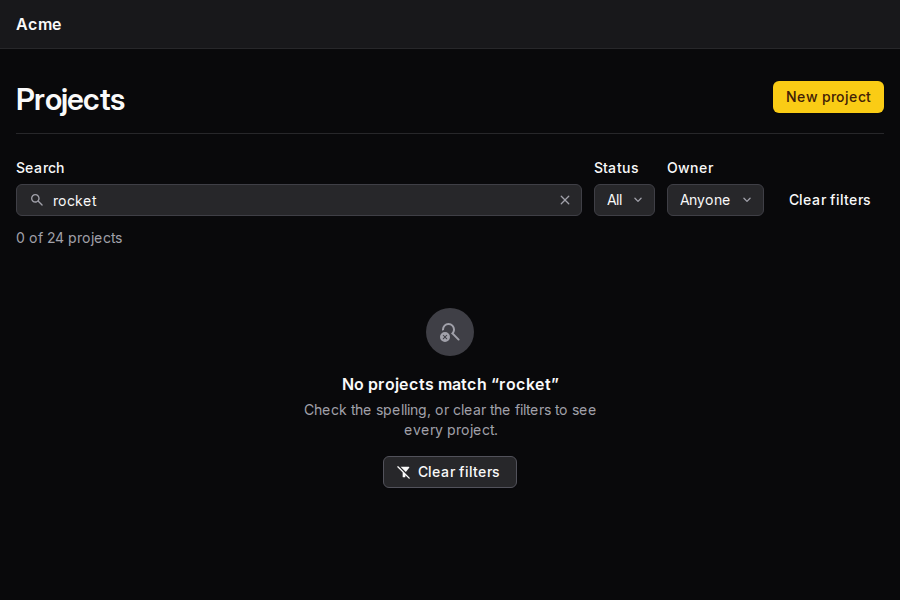 Acme
Projects
New project
Search
Status
Owner
rocket
All
Anyone
Clear filters
0 of 24 projects
No projects match “rocket”
Check the spelling, or clear the filters to see
every project.
Clear filters